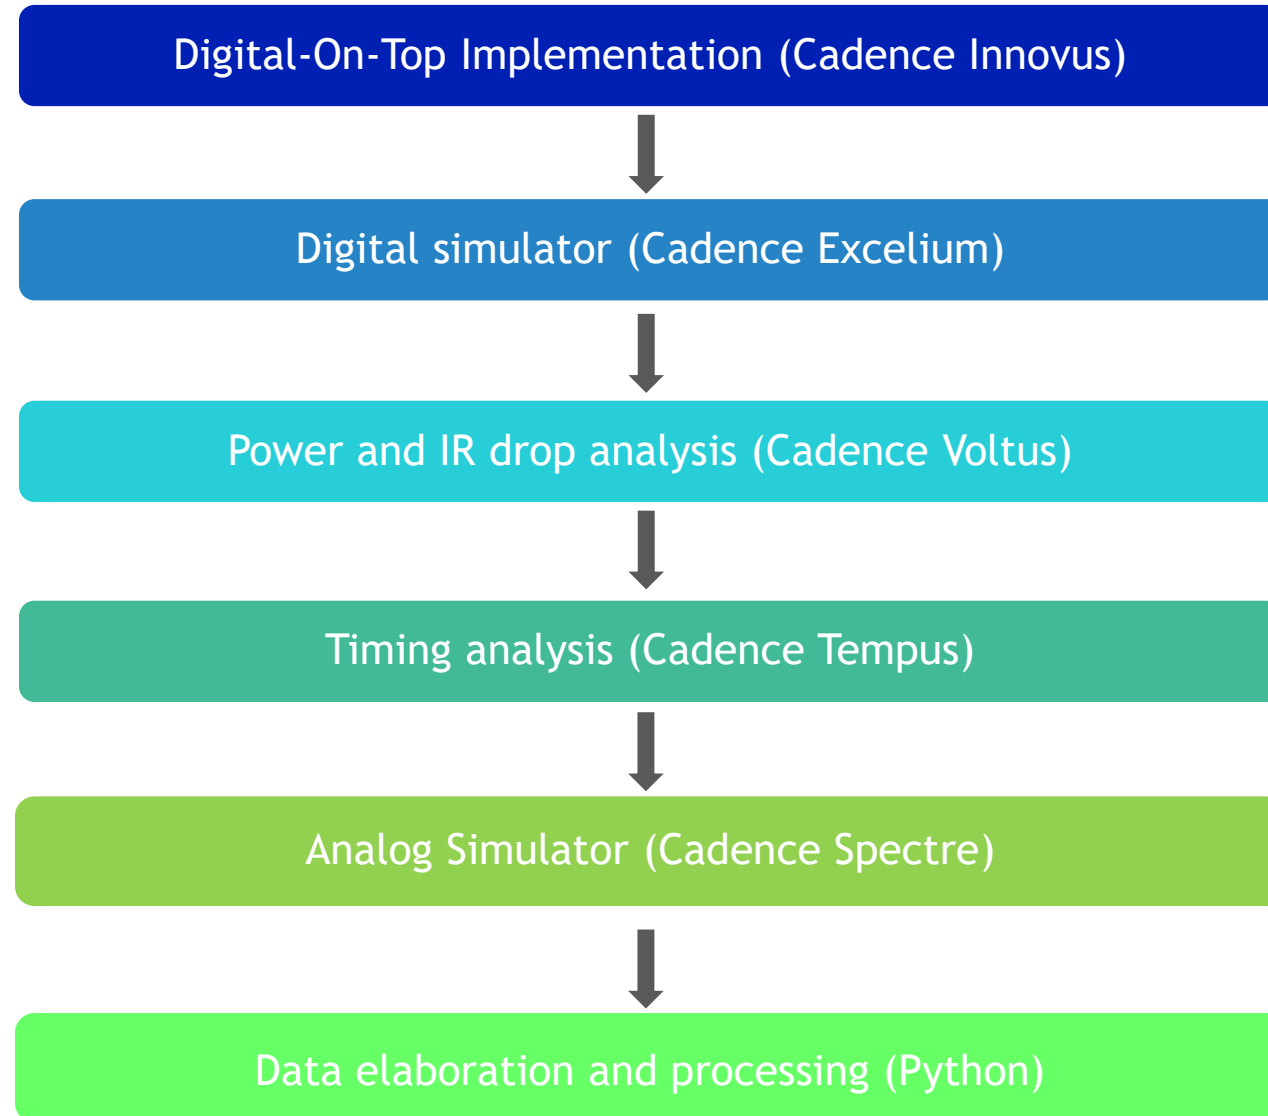 Digital-On-Top Implementation (Cadence Innovus)
Digital simulator (Cadence Excelium)
Power and IR drop analysis (Cadence Voltus)
Timing analysis (Cadence Tempus)
Analog Simulator (Cadence Spectre)
Data elaboration and processing (Python)